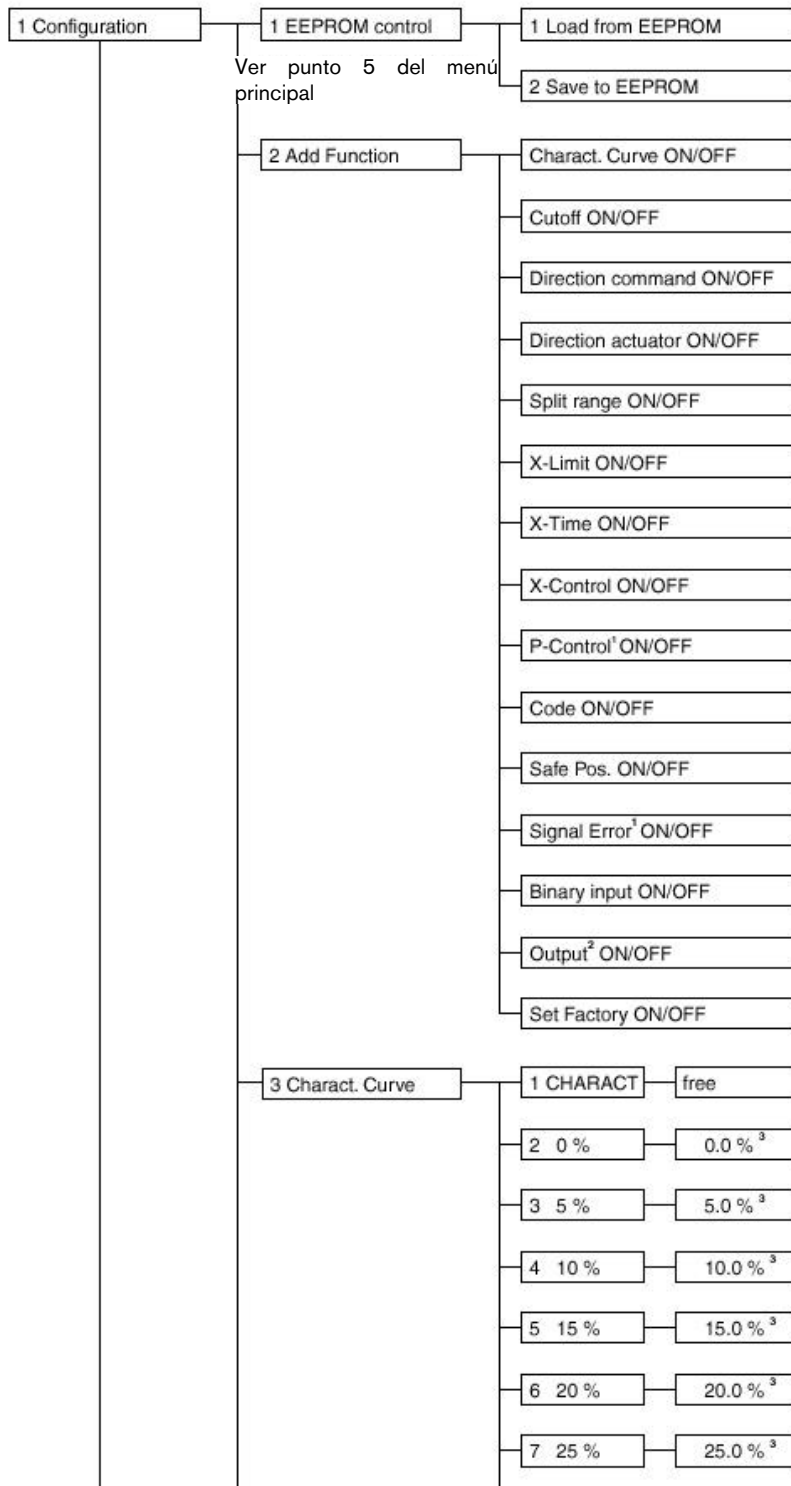 1 Configuration
1 EEPROM control
1 Load from EEPROM
Ver punto 5 del menú
principal
2 Save to EEPROM
2 Add Function
Charact. Curve ON/OFF
Cutoff ON/OFF
Direction command ON/OFF
Direction actuator ON/OFF
Split range ON/OFF
X-Limit ON/OFF
X-Time ON/OFF
X-Control ON/OFF
P-Control¹ ON/OFF
Code ON/OFF
Safe Pos. ON/OFF
Signal Error¹ ON/OFF
Binary input ON/OFF
Output² ON/OFF
Set Factory ON/OFF
3 Charact. Curve
1 CHARACT
free
2 0 %
0.0 % ³
3 5 %
5.0 % ³
4 10 %
10.0 % ³
5 15 %
15.0 % ³
6 20 %
20.0 % ³
7 25 %
25.0 % ³